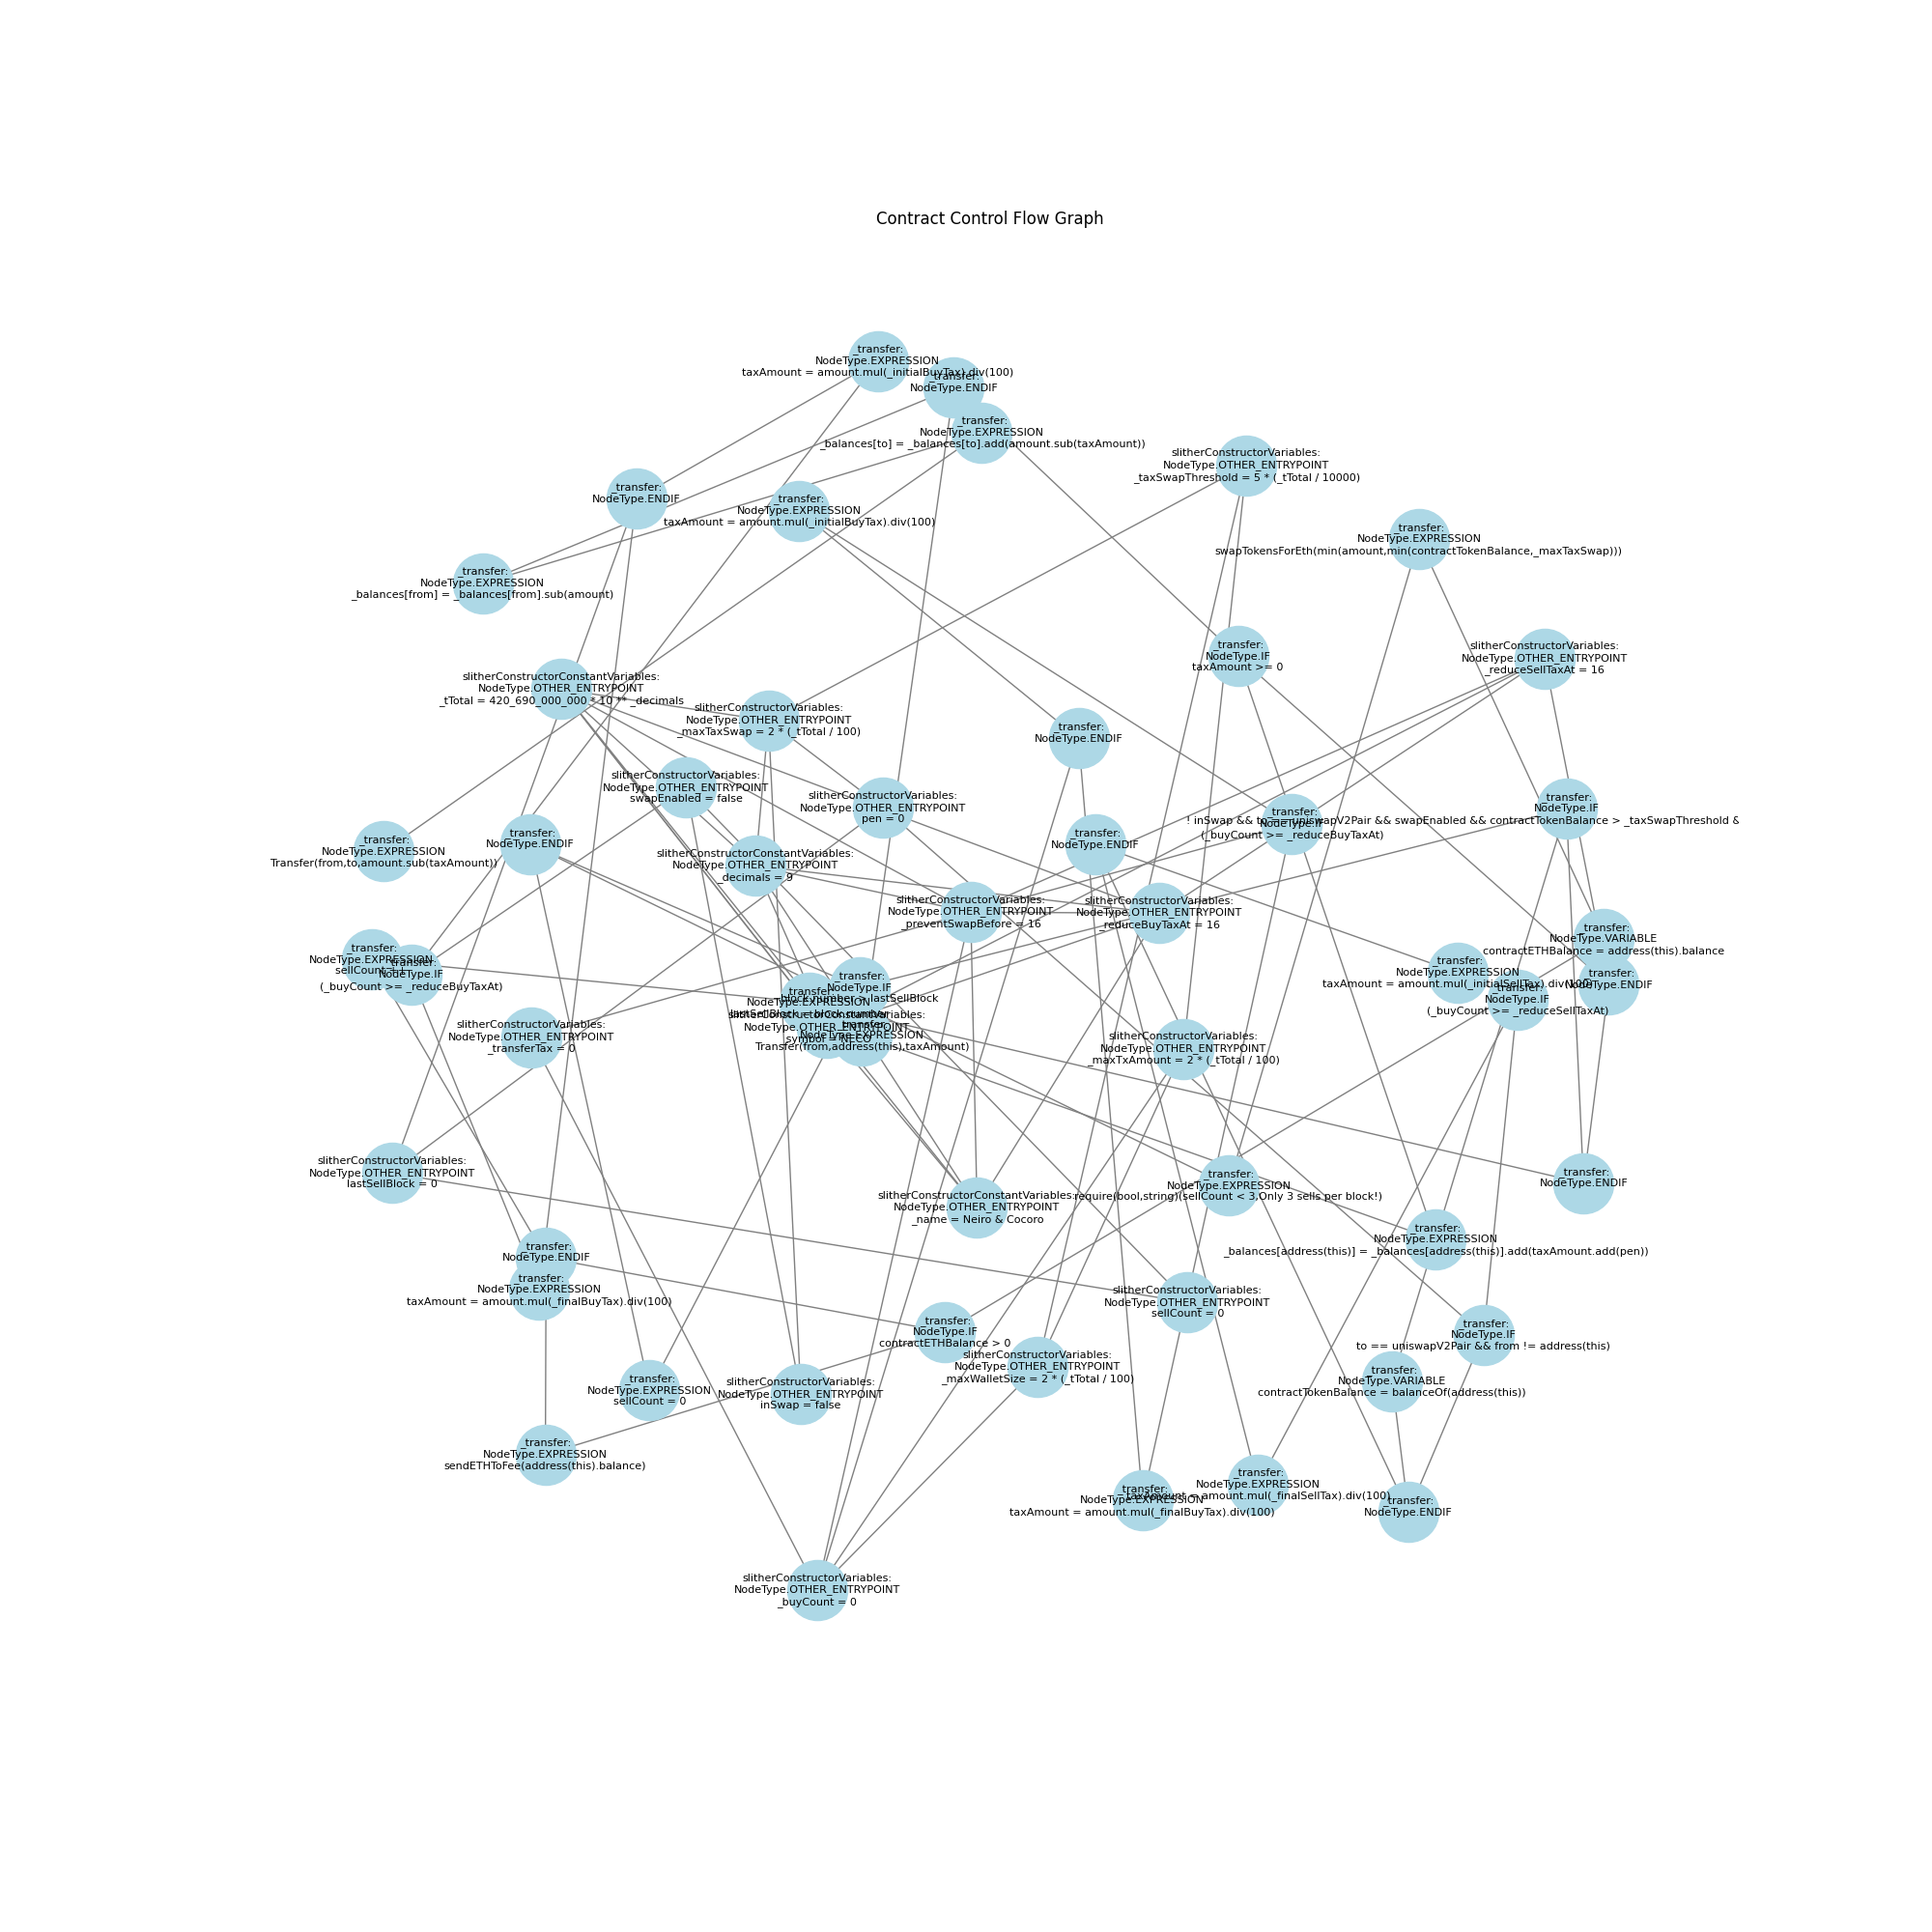 Contract Control Flow Graph
_transfer:
NodeType.EXPRESSION
taxAmount = amount.mul(_initialBuyTax).div(100)
_transfer:
NodeType.ENDIF
_transfer:
NodeType.EXPRESSION
_balances[to] = _balances[to].add(amount.sub(taxAmount))
slitherConstructorVariables:
NodeType.OTHER_ENTRYPOINT
_taxSwapThreshold = 5 * (_tTotal / 10000)
_transfer:
NodeType.ENDIF
_transfer:
NodeType.EXPRESSION
taxAmount = amount.mul(_initialBuyTax).div(100)
_transfer:
NodeType.EXPRESSION
swapTokensForEth(min(amount,min(contractTokenBalance,_maxTaxSwap)))
_transfer:
NodeType.EXPRESSION
_balances[from] = _balances[from].sub(amount)
_transfer:
NodeType.IF
taxAmount >= 0
slitherConstructorVariables:
NodeType.OTHER_ENTRYPOINT
_reduceSellTaxAt = 16
slitherConstructorConstantVariables:
NodeType.OTHER_ENTRYPOINT
_tTotal = 420_690_000_000 * 10 ** _decimals
slitherConstructorVariables:
NodeType.OTHER_ENTRYPOINT
_maxTaxSwap = 2 * (_tTotal / 100)
_transfer:
NodeType.ENDIF
slitherConstructorVariables:
NodeType.OTHER_ENTRYPOINT
swapEnabled = false
slitherConstructorVariables:
NodeType.OTHER_ENTRYPOINT
pen = 0
_transfer:
NodeType.IF
! inSwap && to == uniswapV2Pair && swapEnabled && contractTokenBalance > _taxSwapThreshold &
_transfer:
NodeType.IF
(_buyCount >= _reduceBuyTaxAt)
_transfer:
NodeType.EXPRESSION
Transfer(from,to,amount.sub(taxAmount))
_transfer:
NodeType.ENDIF
slitherConstructorConstantVariables:
NodeType.OTHER_ENTRYPOINT
_decimals = 9
_transfer:
NodeType.ENDIF
slitherConstructorVariables:
NodeType.OTHER_ENTRYPOINT
_preventSwapBefore = 16
slitherConstructorVariables:
NodeType.OTHER_ENTRYPOINT
_reduceBuyTaxAt = 16
_transfer:
NodeType.VARIABLE
contractETHBalance = address(this).balance
_transfer:
NodeType.EXPRESSION
sellCount ++
_transfer:
NodeType.IF
(_buyCount >= _reduceBuyTaxAt)
_transfer:
NodeType.IF
block.number > lastSellBlock
_transfer:
NodeType.EXPRESSION
taxAmount = amount.mul(_initialSellTax).div(100)
_transfer:
NodeType.ENDIF
_transfer:
NodeType.IF
(_buyCount >= _reduceSellTaxAt)
_transfer:
NodeType.EXPRESSION
lastSellBlock = block.number
slitherConstructorConstantVariables:
NodeType.OTHER_ENTRYPOINT
_symbol = NECO
_transfer:
NodeType.EXPRESSION
Transfer(from,address(this),taxAmount)
slitherConstructorVariables:
NodeType.OTHER_ENTRYPOINT
_transferTax = 0
slitherConstructorVariables:
NodeType.OTHER_ENTRYPOINT
_maxTxAmount = 2 * (_tTotal / 100)
slitherConstructorVariables:
NodeType.OTHER_ENTRYPOINT
lastSellBlock = 0
_transfer:
NodeType.EXPRESSION
require(bool,string)(sellCount < 3,Only 3 sells per block!)
_transfer:
NodeType.ENDIF
slitherConstructorConstantVariables:
NodeType.OTHER_ENTRYPOINT
_name = Neiro & Cocoro
_transfer:
NodeType.EXPRESSION
_balances[address(this)] = _balances[address(this)].add(taxAmount.add(pen))
_transfer:
NodeType.ENDIF
_transfer:
NodeType.EXPRESSION
taxAmount = amount.mul(_finalBuyTax).div(100)
slitherConstructorVariables:
NodeType.OTHER_ENTRYPOINT
sellCount = 0
_transfer:
NodeType.IF
contractETHBalance > 0
_transfer:
NodeType.IF
to == uniswapV2Pair && from != address(this)
slitherConstructorVariables:
NodeType.OTHER_ENTRYPOINT
_maxWalletSize = 2 * (_tTotal / 100)
_transfer:
NodeType.VARIABLE
contractTokenBalance = balanceOf(address(this))
_transfer:
NodeType.EXPRESSION
sellCount = 0
slitherConstructorVariables:
NodeType.OTHER_ENTRYPOINT
inSwap = false
_transfer:
NodeType.EXPRESSION
sendETHToFee(address(this).balance)
_transfer:
NodeType.EXPRESSION
taxAmount = amount.mul(_finalSellTax).div(100)
_transfer:
NodeType.EXPRESSION
taxAmount = amount.mul(_finalBuyTax).div(100)
_transfer:
NodeType.ENDIF
slitherConstructorVariables:
NodeType.OTHER_ENTRYPOINT
_buyCount = 0